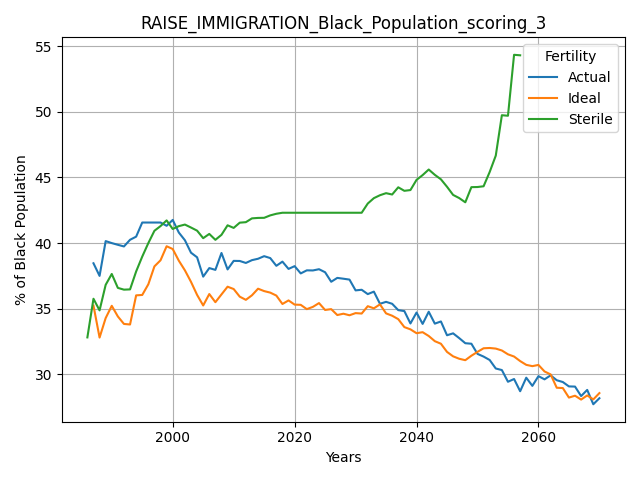 RAISE_IMMIGRATION_Black_Population_scoring_3
% of Black Population
55
50
45
40
35
30
2000
2020
2040
2060
Years
Fertility
Actual
Ideal
Sterile